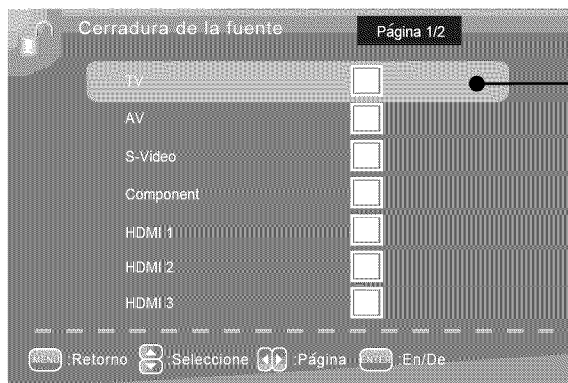 Cerradura de la fuente
Página 1/2
TV
AV
S-Video
Component
HDMI 1
HDMI 2
HDMI 3
MENU :Retorno :Seleccione :Página ENTER :En/De